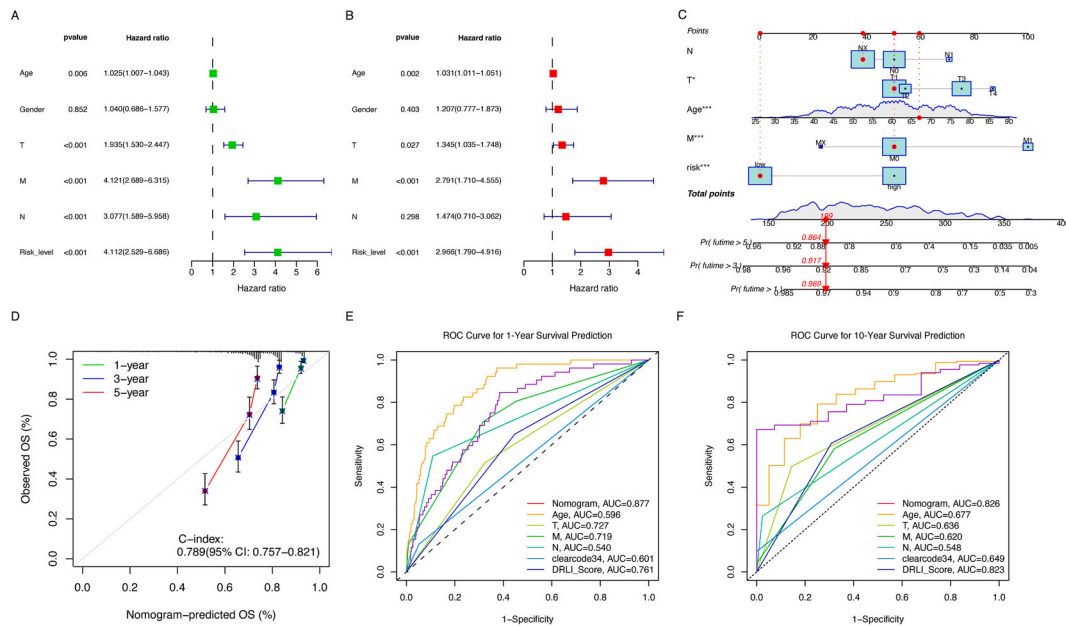 A
pvalue Hazard ratio
Age 0.006 1.025(1.007−1.043)
Gender 0.852 1.040(0.686−1.577)
T <0.001 1.935(1.530−2.447)
M <0.001 4.121(2.689−6.315)
N <0.001 3.077(1.589−5.958)
Risk_level <0.001 4.112(2.529−6.686)
0 1 2 3 4 5 6
Hazard ratio
B
pvalue Hazard ratio
Age 0.002 1.031(1.011−1.051)
Gender 0.403 1.207(0.777−1.873)
T 0.027 1.345(1.035−1.748)
M <0.001 2.791(1.710−4.555)
N 0.298 1.474(0.710−3.062)
Risk_level <0.001 2.966(1.790−4.916)
0 1 2 3 4
Hazard ratio
C
Points
0 20 40 60 80 100
N
NX N0 N1
T*
T1 T2 T3 T4
Age***
25 30 35 40 45 50 55 60 65 70 75 80 85 90
M***
MX M0 M1
risk***
low high
Total points
199
150 200 250 300 350 40
0.864
Pr( futime > 5 )
0.96 0.92 0.88 0.8 0.6 0.4 0.15 0.035 0.005
0.917
Pr( futime > 3 )
0.98 0.96 0.92 0.85 0.7 0.5 0.3 0.14 0.04
0.969
Pr( futime > 1 )
0.985 0.97 0.94 0.9 0.8 0.7 0.5 0.3
D
1−year
3−year
5−year
Observed OS (%)
0.0 0.2 0.4 0.6 0.8 1.0
C−index:
0.789(95% CI: 0.757−0.821)
0.0 0.2 0.4 0.6 0.8 1.0
Nomogram−predicted OS (%)
E
ROC Curve for 1−Year Survival Prediction
Sensitivity
0.0 0.2 0.4 0.6 0.8 1.0
Nomogram, AUC=0.877
Age, AUC=0.596
T, AUC=0.727
M, AUC=0.719
N, AUC=0.540
clearcode34, AUC=0.601
DRLI_Score, AUC=0.761
0.0 0.2 0.4 0.6 0.8 1.0
1−Specificity
F
ROC Curve for 10−Year Survival Prediction
Sensitivity
0.0 0.2 0.4 0.6 0.8 1.0
Nomogram, AUC=0.826
Age, AUC=0.677
T, AUC=0.636
M, AUC=0.620
N, AUC=0.548
clearcode34, AUC=0.649
DRLI_Score, AUC=0.823
0.0 0.2 0.4 0.6 0.8 1.0
1−Specificity